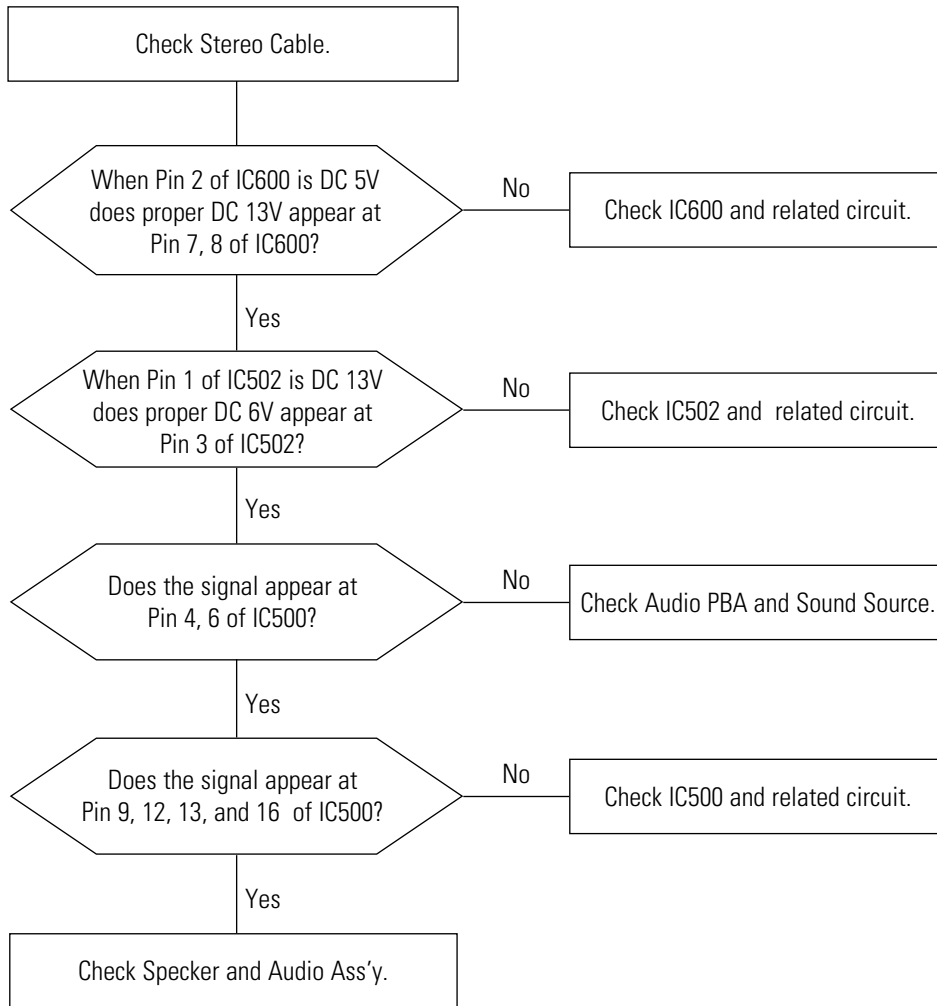 Check Stereo Cable.
When Pin 2 of IC600 is DC 5V
does proper DC 13V appear at
Pin 7, 8 of IC600?
No
Check IC600 and related circuit.
Yes
When Pin 1 of IC502 is DC 13V
does proper DC 6V appear at
Pin 3 of IC502?
No
Check IC502 and  related circuit.
Yes
Does the signal appear at
Pin 4, 6 of IC500?
No
Check Audio PBA and Sound Source.
Yes
Does the signal appear at
Pin 9, 12, 13, and 16  of IC500?
No
Check IC500 and related circuit.
Yes
Check Specker and Audio Ass’y.